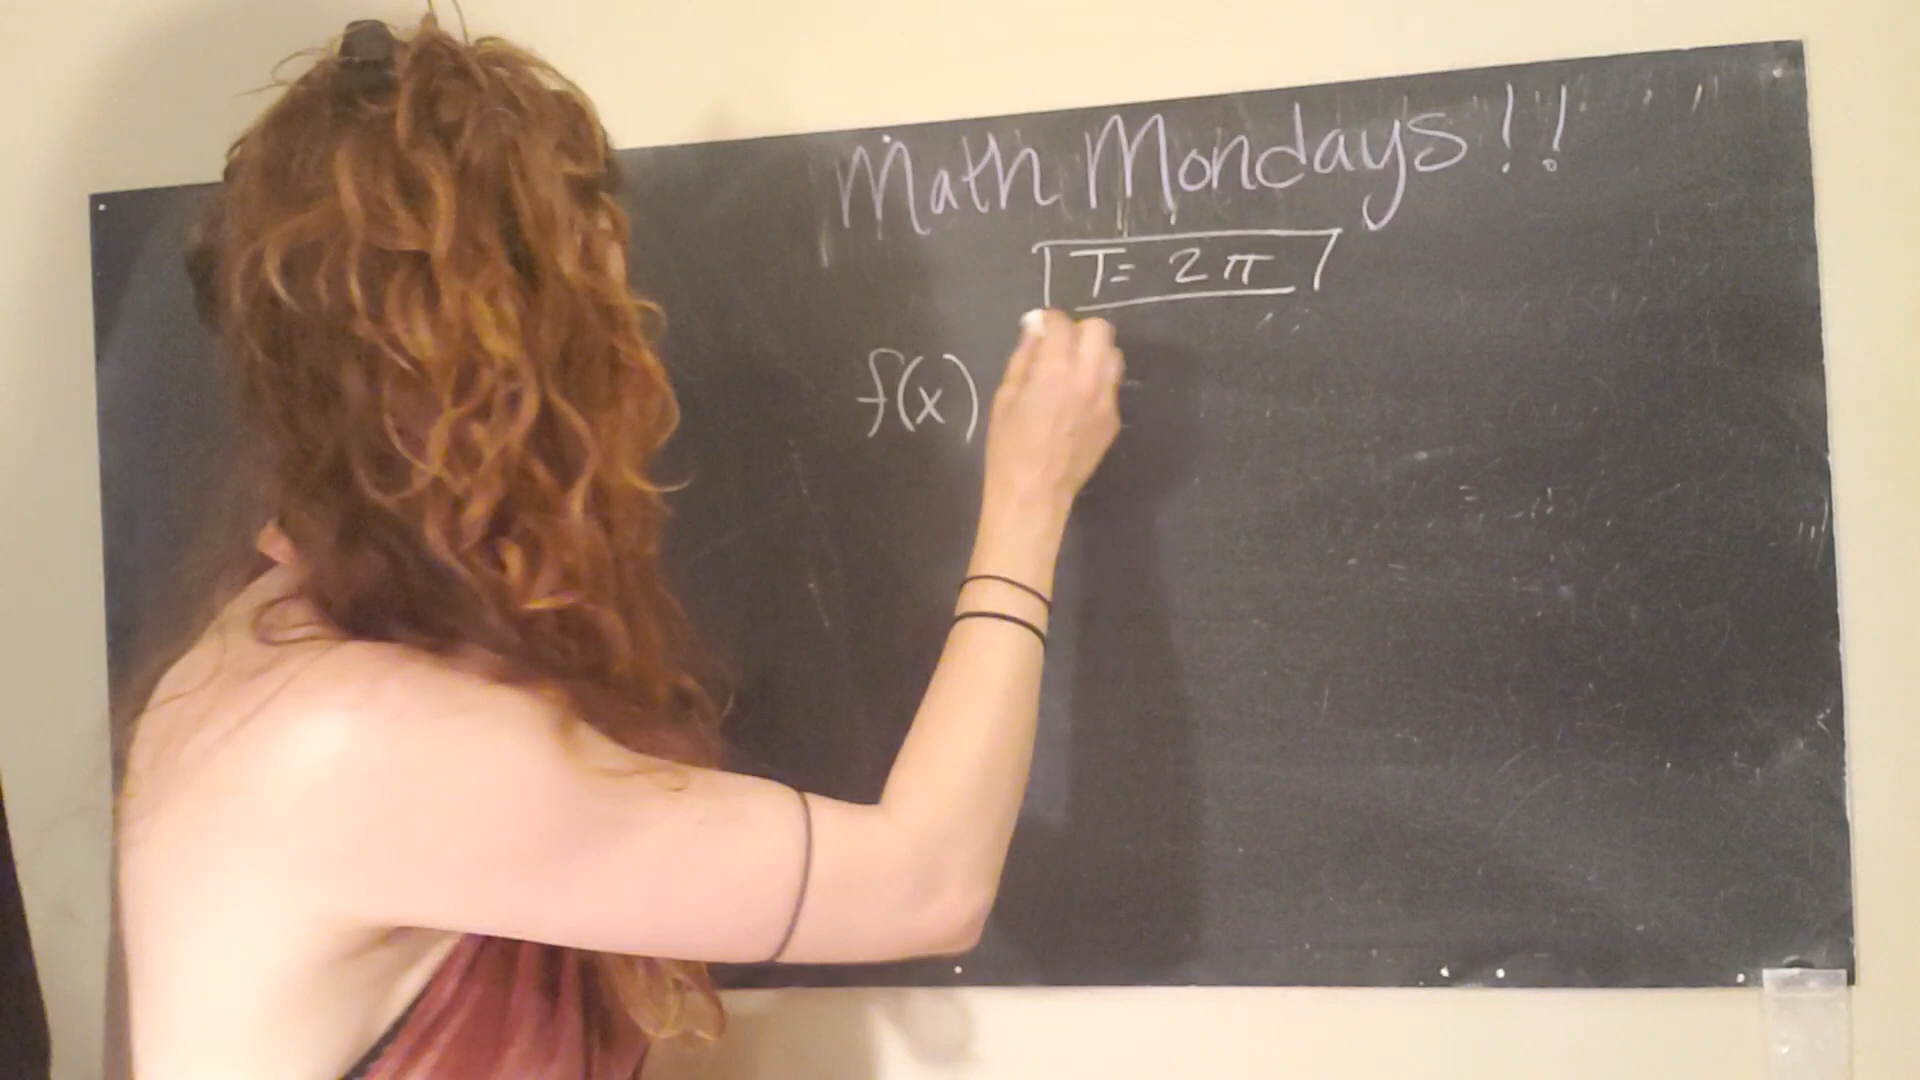 Math Mondays!!
T= 2π
f(x)